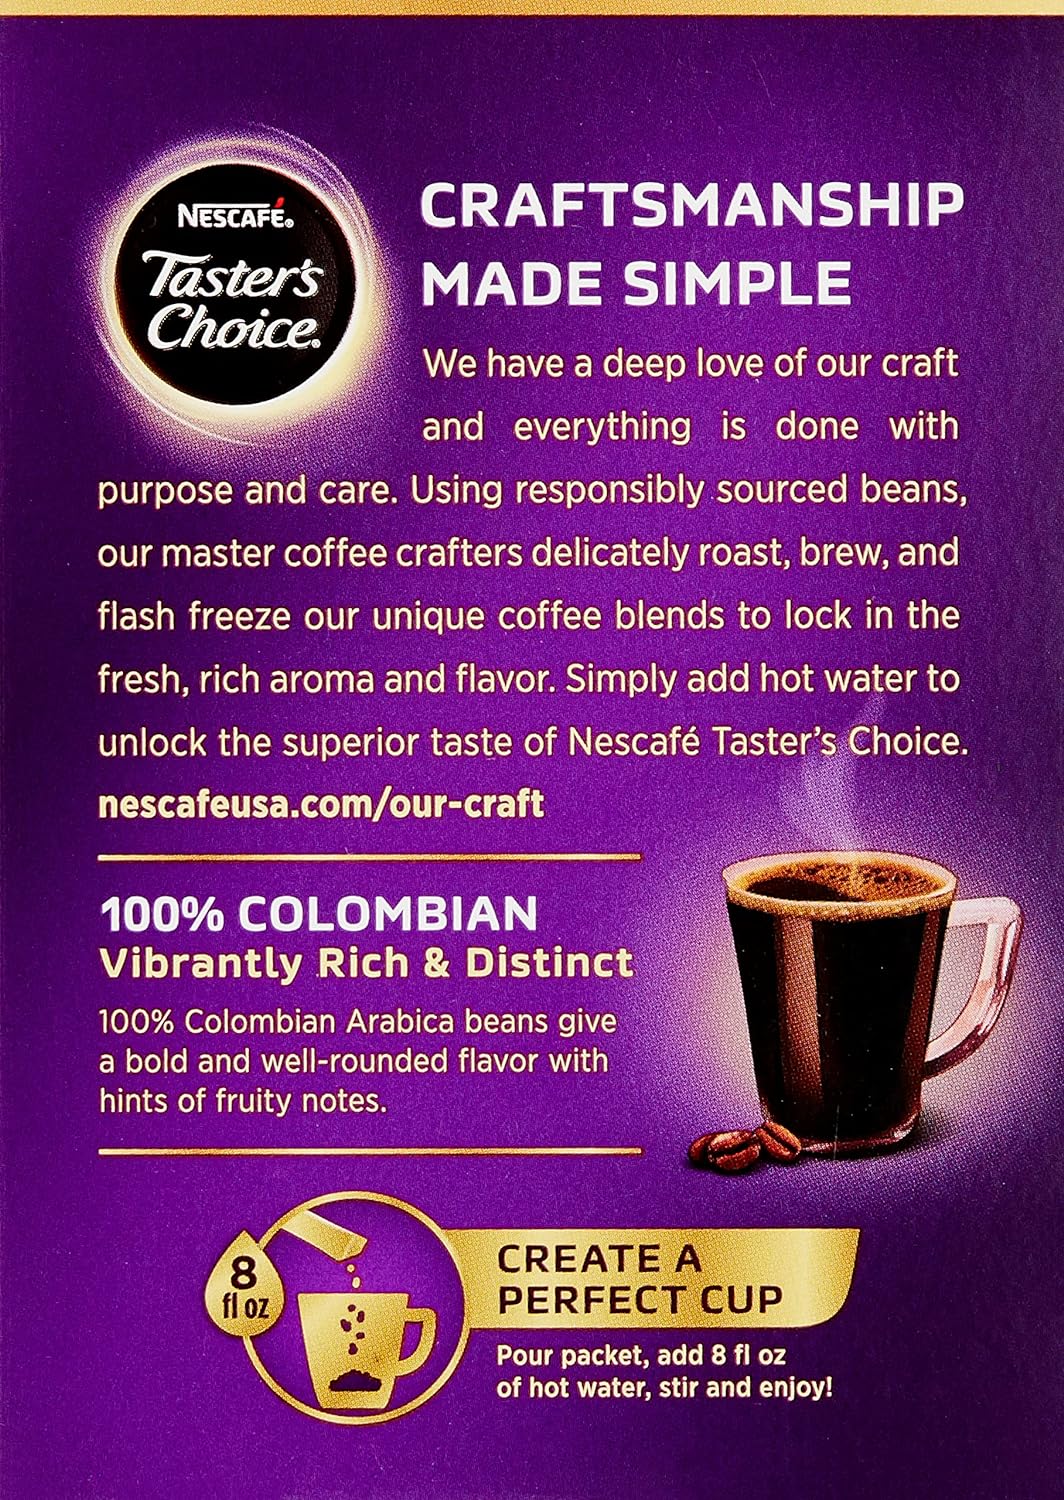 NESCAFÉ®
Taster's
Choice®
CRAFTSMANSHIP
MADE SIMPLE
We have a deep love of our craft
and everything is done with
purpose and care. Using responsibly sourced beans,
our master coffee crafters delicately roast, brew, and
flash freeze our unique coffee blends to lock in the
fresh, rich aroma and flavor. Simply add hot water to
unlock the superior taste of Nescafé Taster's Choice.
nescafeusa.com/our-craft
100% COLOMBIAN
Vibrantly Rich & Distinct
100% Colombian Arabica beans give
a bold and well-rounded flavor with
hints of fruity notes.
8
fl oz
CREATE A
PERFECT CUP
Pour packet, add 8 fl oz
of hot water, stir and enjoy!